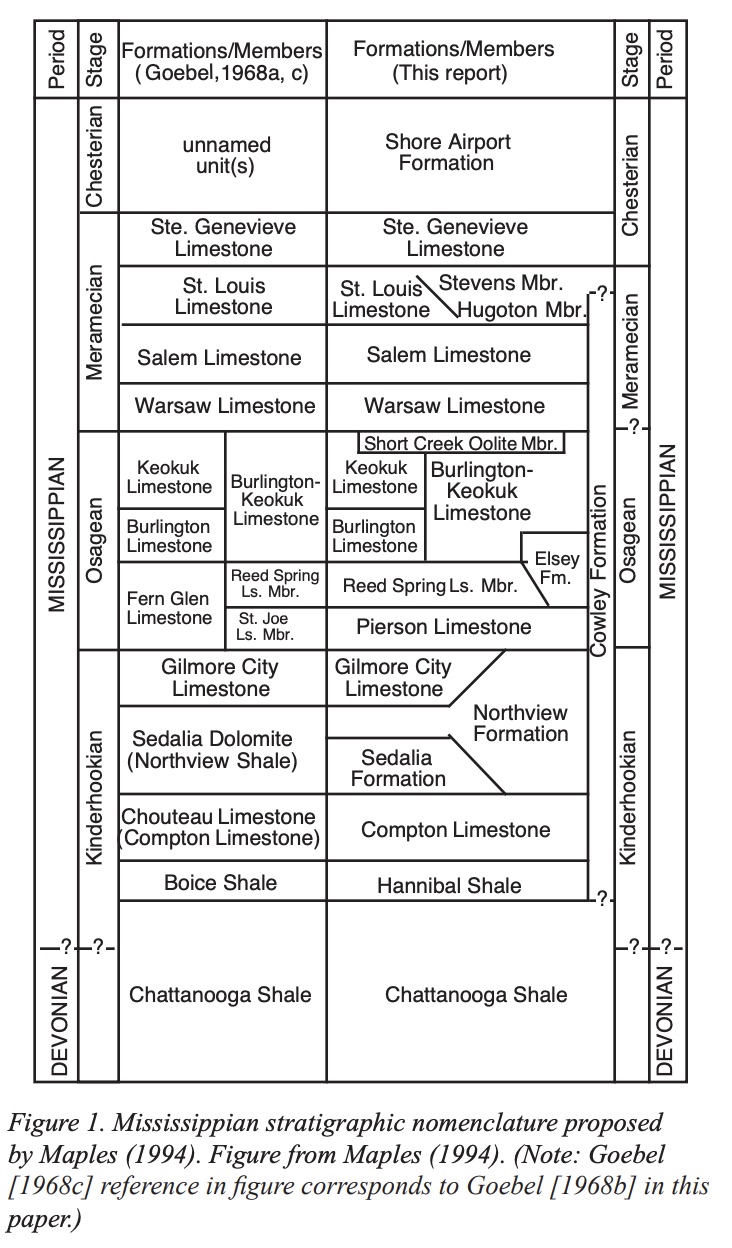 Period
Stage
Formations/Members
(Goebel,1968a, c)
Formations/Members
(This report)
Stage
Period
MISSISSIPPIAN
DEVONIAN
—?—
—?-
Chesterian
Meramecian
Osagean
Kinderhookian
unnamed
unit(s)
Ste. Genevieve
Limestone
St. Louis
Limestone
Salem Limestone
Warsaw Limestone
Keokuk
Limestone
Burlington
Limestone
Burlington-
Keokuk
Limestone
Fern Glen
Limestone
Reed Spring
Ls. Mbr.
St. Joe
Ls. Mbr.
Gilmore City
Limestone
Sedalia Dolomite
(Northview Shale)
Chouteau Limestone
(Compton Limestone)
Boice Shale
Chattanooga Shale
Shore Airport
Formation
Ste. Genevieve
Limestone
St. Louis
Limestone
Stevens Mbr.
Hugoton Mbr.
Salem Limestone
Warsaw Limestone
Short Creek Oolite Mbr.
Keokuk
Limestone
Burlington
Limestone
Burlington-
Keokuk
Limestone
Elsey
Fm.
Reed Spring Ls. Mbr.
Pierson Limestone
Gilmore City
Limestone
Northview
Formation
Sedalia
Formation
Compton Limestone
Hannibal Shale
Chattanooga Shale
-?-
Cowley Formation
-?-
Chesterian
Meramecian
-?-
Osagean
Kinderhookian
-?-
-?-
MISSISSIPPIAN
DEVONIAN
Figure 1. Mississippian stratigraphic nomenclature proposed
by Maples (1994). Figure from Maples (1994). (Note: Goebel
[1968c] reference in figure corresponds to Goebel [1968b] in this
paper.)